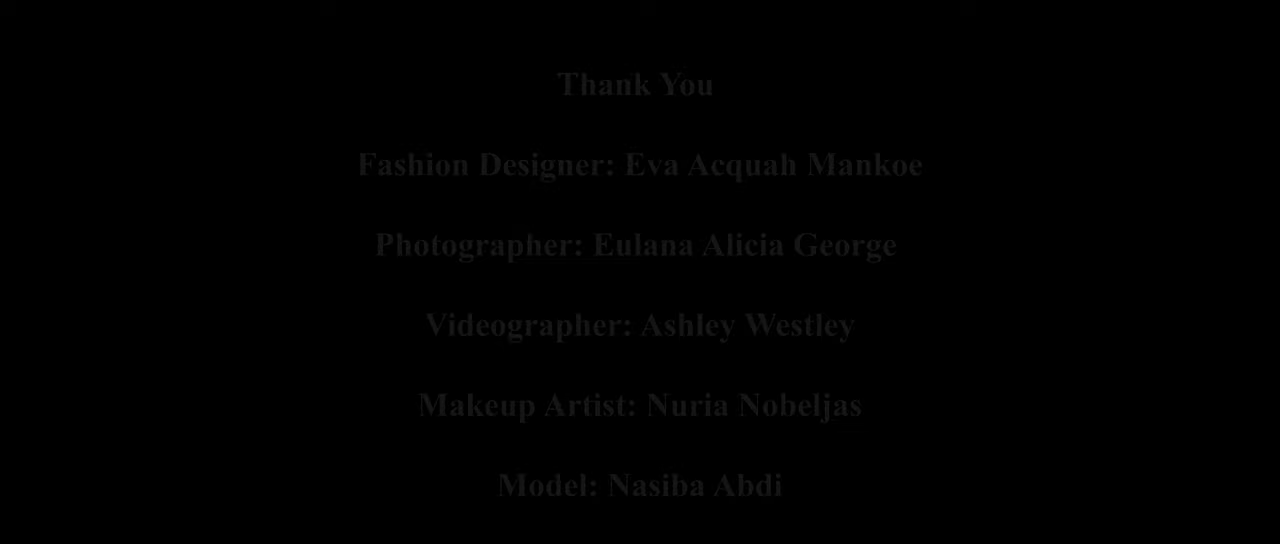 Thank You
Fashion Designer: Eva Acquah Mankoe
Photographer: Eulana Alicia George
Videographer: Ashley Westley
Makeup Artist: Nuria Nobeljas
Model: Nasiba Abdi